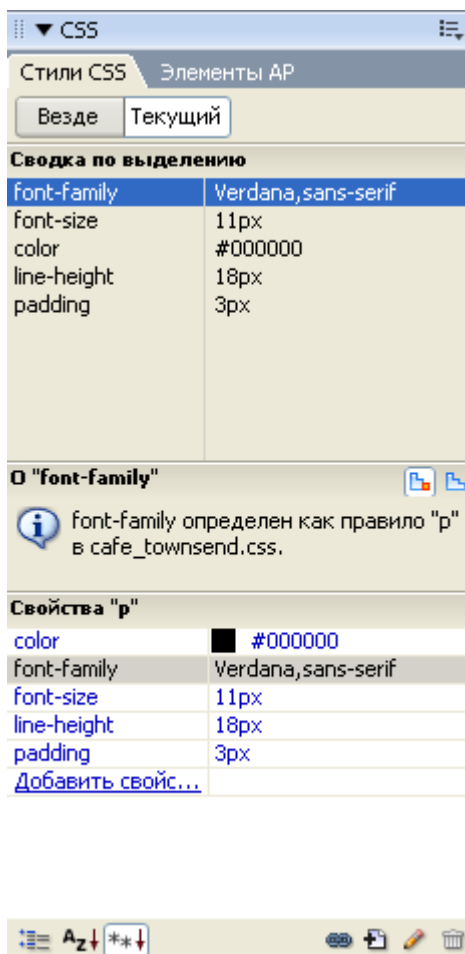 CSS
Стили CSS Элементы AP
Везде Текущий
Сводка по выделению
font-family Verdana,sans-serif
font-size 11px
color #000000
line-height 18px
padding 3px
О "font-family"
font-family определен как правило "p"
в cafe_townsend.css.
Свойства "p"
color #000000
font-family Verdana,sans-serif
font-size 11px
line-height 18px
padding 3px
Добавить свойс...
AZ **